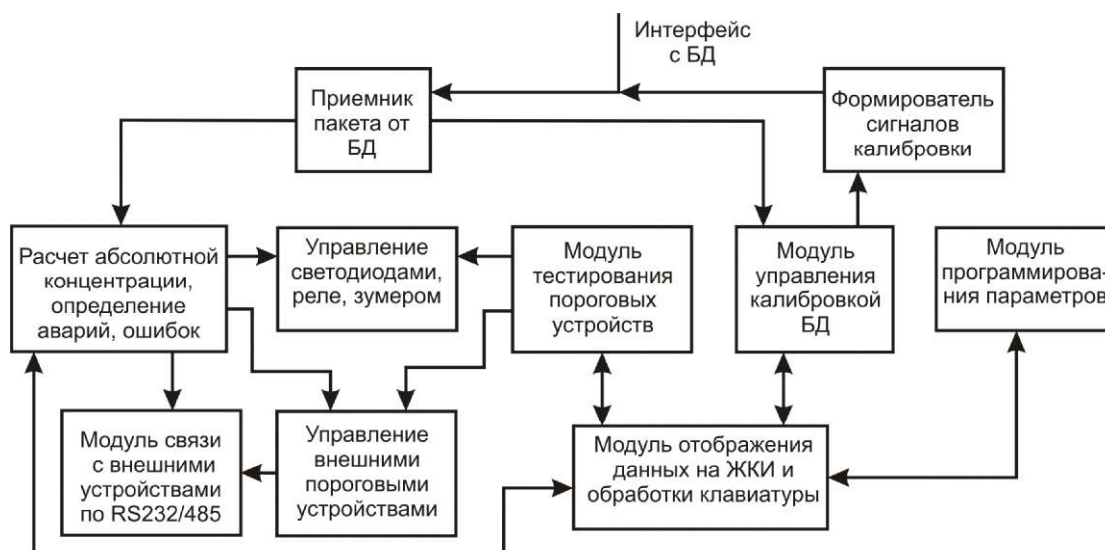 Интерфейс
с БД
Приемник
пакета от
БД
Формирователь
сигналов
калибровки
Расчет абсолютной
концентрации,
определение
аварий, ошибок
Управление
светодиодами,
реле, зумером
Модуль
тестирования
пороговых
устройств
Модуль
управления
калибровкой
БД
Модуль
программирова-
ния параметров
Модуль связи
с внешними
устройствами
по RS232/485
Управление
внешними
пороговыми
устройствами
Модуль отображения
данных на ЖКИ и
обработки клавиатуры